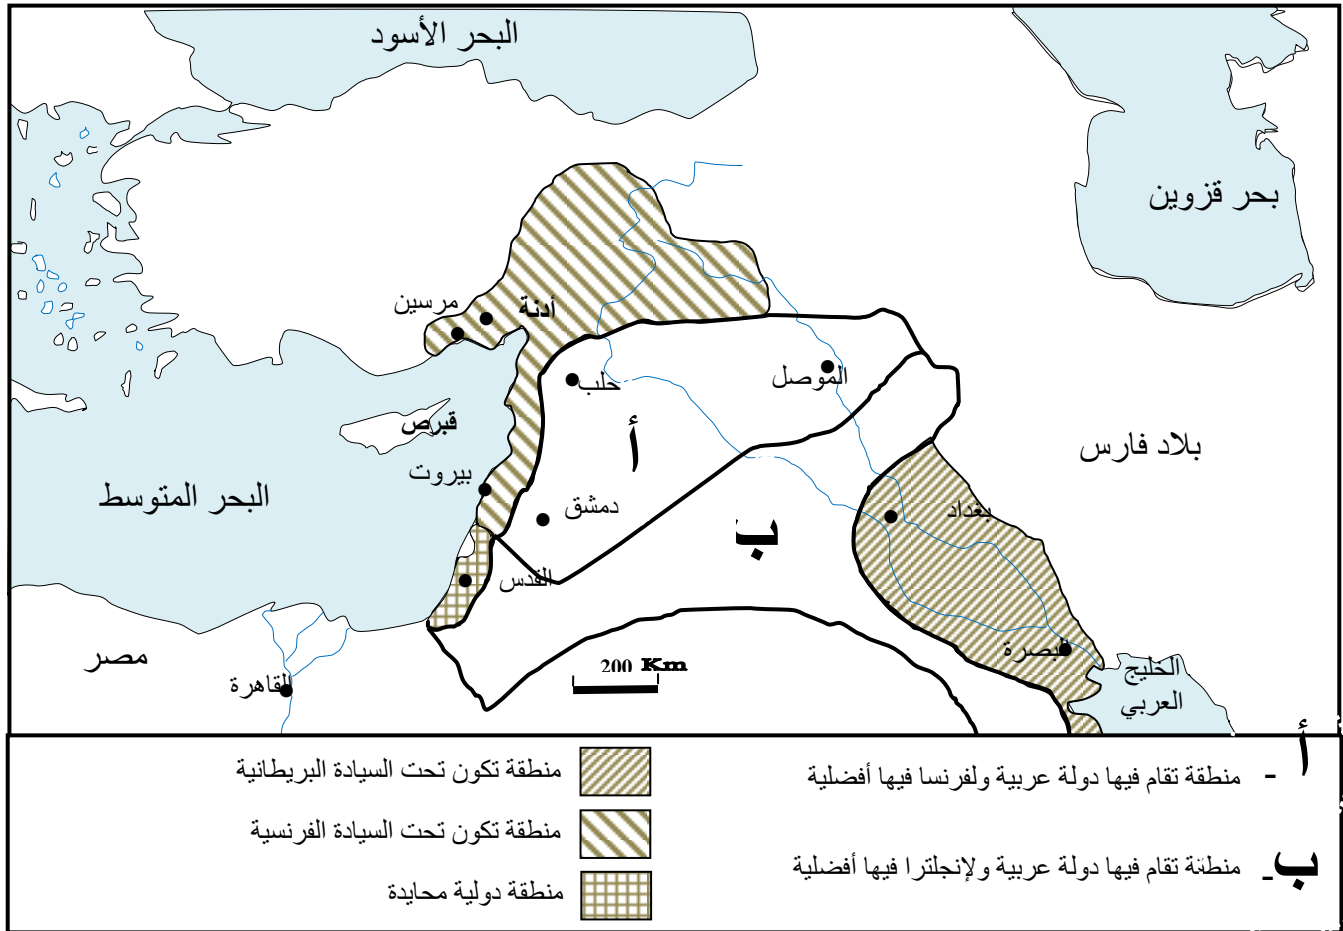 البحر الأسود
بحر قزوين
مرسين
أدنة
الموصل
حلب
قبرص
أ
بلاد فارس
بيروت
البحر المتوسط
دمشق
بغداد
ب
القدس
مصر
البصرة
200 Km
القاهرة
الخليج
العربي
أ - منطقة تقام فيها دولة عربية ولفرنسا فيها أفضلية
ب - منطقة تقام فيها دولة عربية ولإنجلترا فيها أفضلية
منطقة تكون تحت السيادة البريطانية
منطقة تكون تحت السيادة الفرنسية
منطقة دولية محايدة